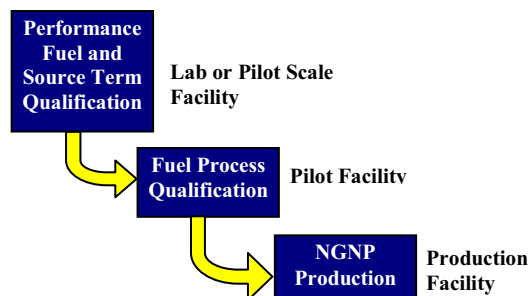 Performance
Fuel and
Source Term
Qualification
Lab or Pilot Scale
Facility
Fuel Process
Qualification
Pilot Facility
NGNP
Production
Production
Facility